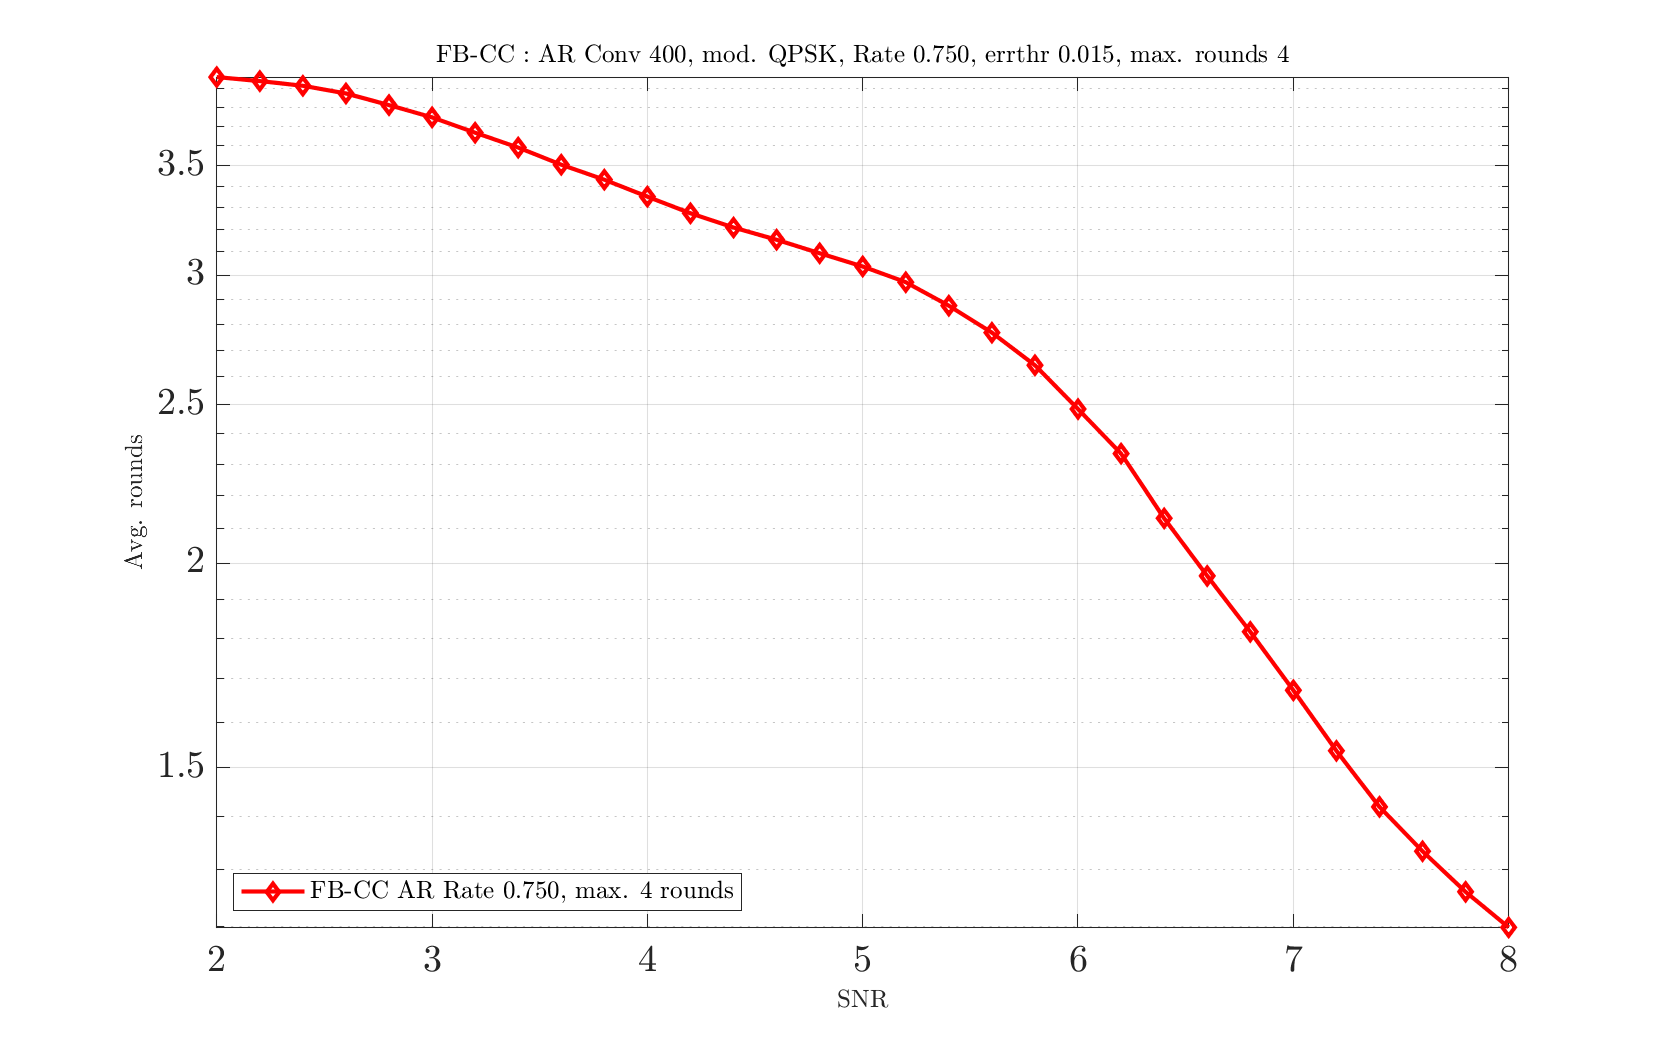 FB-CC : AR Conv 400, mod. QPSK, Rate 0.750, errthr 0.015, max. rounds 4
3.5
3
2.5
2
1.5
Avg. rounds
FB-CC AR Rate 0.750, max. 4 rounds
2 3 4 5 6 7 8
SNR